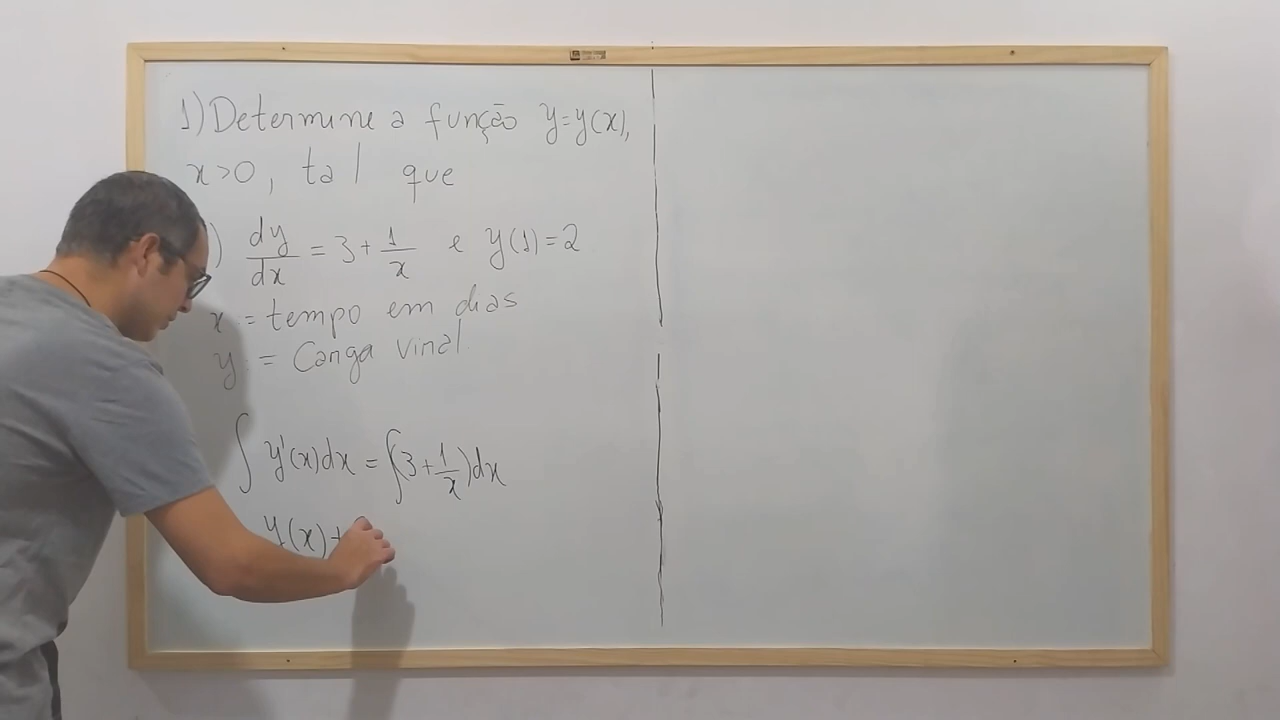 1) Determine a função y=y(x),
x>0, tal que
) dy/dx = 3 + 1/x e y(1)=2
x = tempo em dias
y = Carga viral
∫ y'(x)dx = ∫(3+1/x)dx
y(x) +